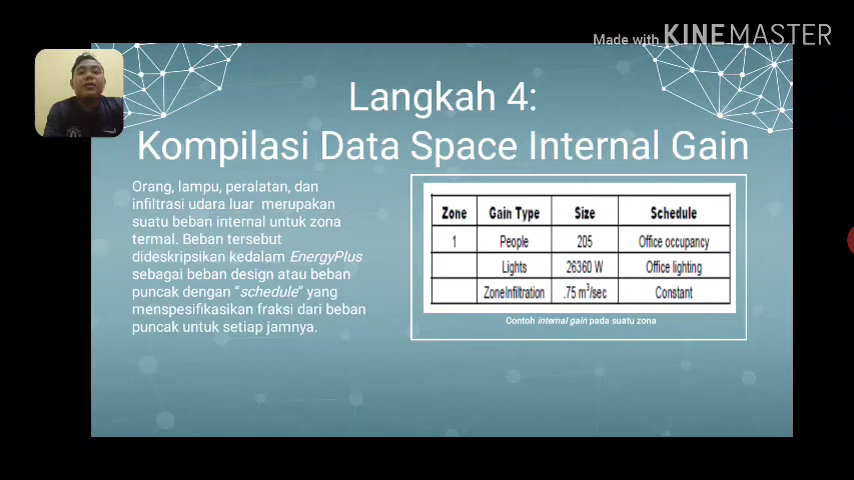 Made with KINEMASTER
Langkah 4:
Kompilasi Data Space Internal Gain
Orang, lampu, peralatan, dan
infiltrasi udara luar merupakan
suatu beban internal untuk zona
termal. Beban tersebut
dideskripsikan kedalam EnergyPlus
sebagai beban design atau beban
puncak dengan "schedule" yang
menspesifikasikan fraksi dari beban
puncak untuk setiap jamnya.
Zone Gain Type Size Schedule
1 People 205 Office occupancy
Lights 26360 W Office lighting
ZoneInfiltration .75 m³/sec Constant
Contoh internal gain pada suatu zona